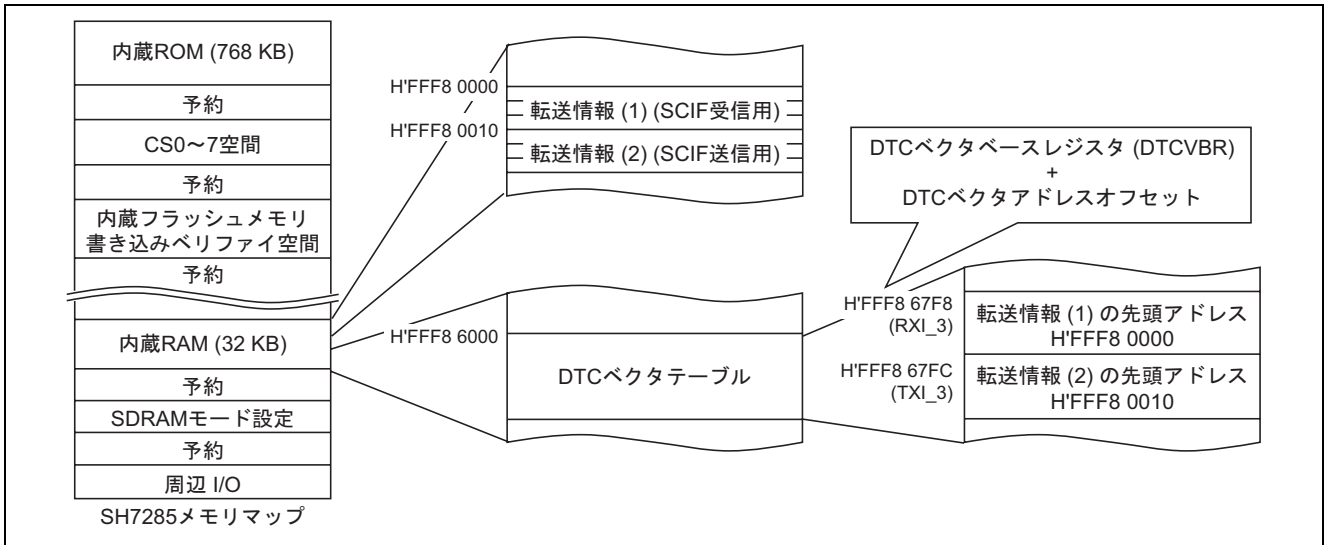 内蔵ROM (768 KB)
予約
CS0～7空間
予約
内蔵フラッシュメモリ
書き込みベリファイ空間
予約
内蔵RAM (32 KB)
予約
SDRAMモード設定
予約
周辺 I/O
SH7285メモリマップ
H'FFF8 0000
H'FFF8 0010
転送情報 (1) (SCIF受信用)
転送情報 (2) (SCIF送信用)
H'FFF8 6000
DTCベクタテーブル
DTCベクタベースレジスタ (DTCVBR)
+
DTCベクタアドレスオフセット
H'FFF8 67F8
(RXI_3)
H'FFF8 67FC
(TXI_3)
転送情報 (1) の先頭アドレス
H'FFF8 0000
転送情報 (2) の先頭アドレス
H'FFF8 0010